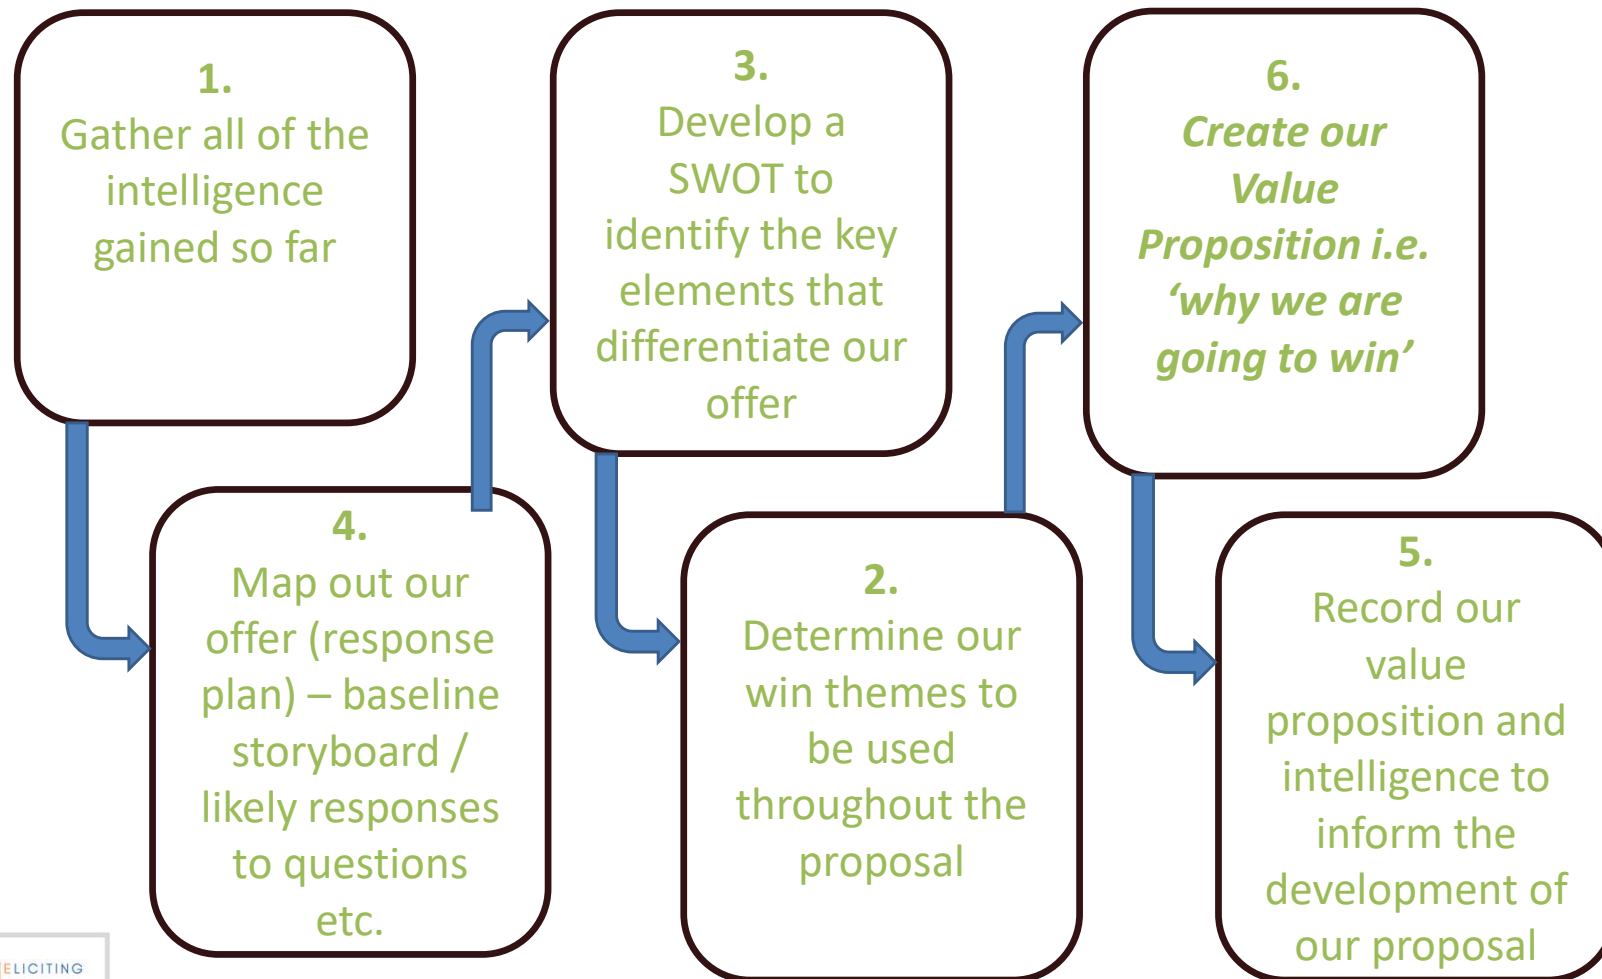 1.
Gather all of the
intelligence
gained so far
4.
Map out our
offer (response
plan) – baseline
storyboard /
likely responses
to questions
etc.
3.
Develop a
SWOT to
identify the key
elements that
differentiate our
offer
2.
Determine our
win themes to
be used
throughout the
proposal
6.
Create our
Value
Proposition i.e.
‘why we are
going to win’
5.
Record our
value
proposition and
intelligence to
inform the
development of
our proposal
ELICITING